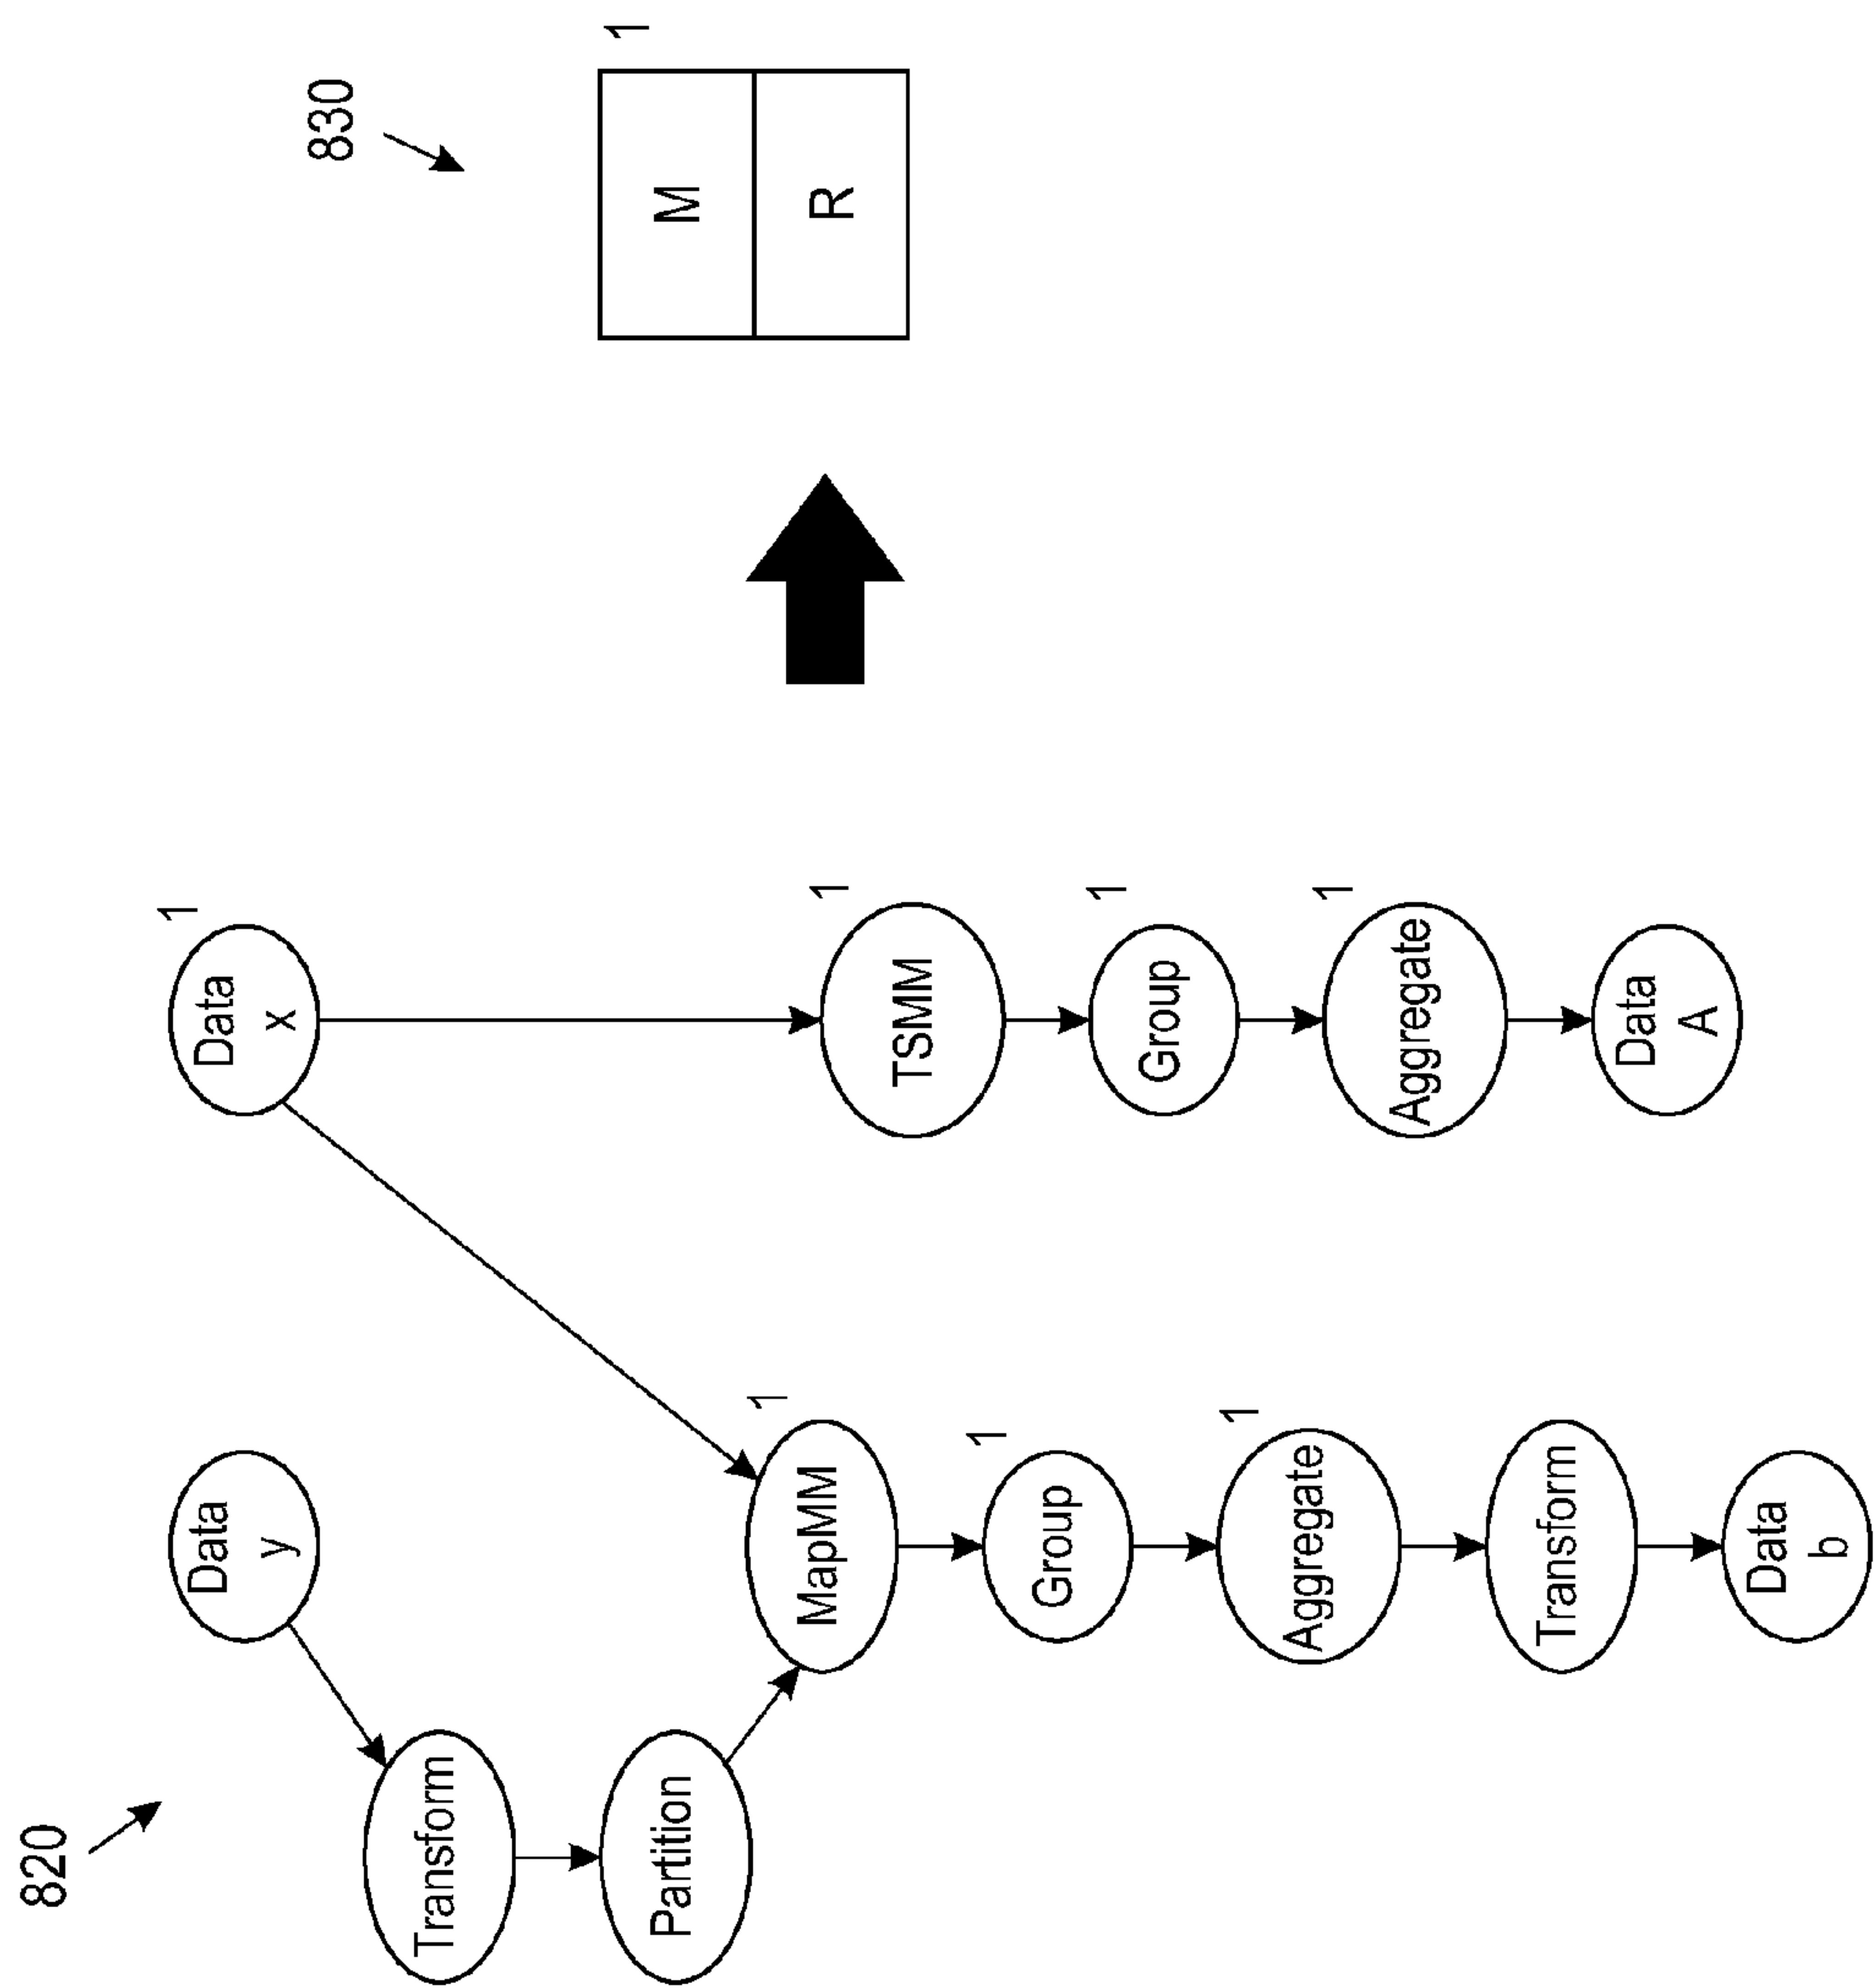 820
Data
y
Data
x
1
Transform
Partition
MapMM
1
TSMM
1
Group
1
Group
1
Aggregate
1
Aggregate
1
Transform
Data
A
Data
b
830
1
M
R